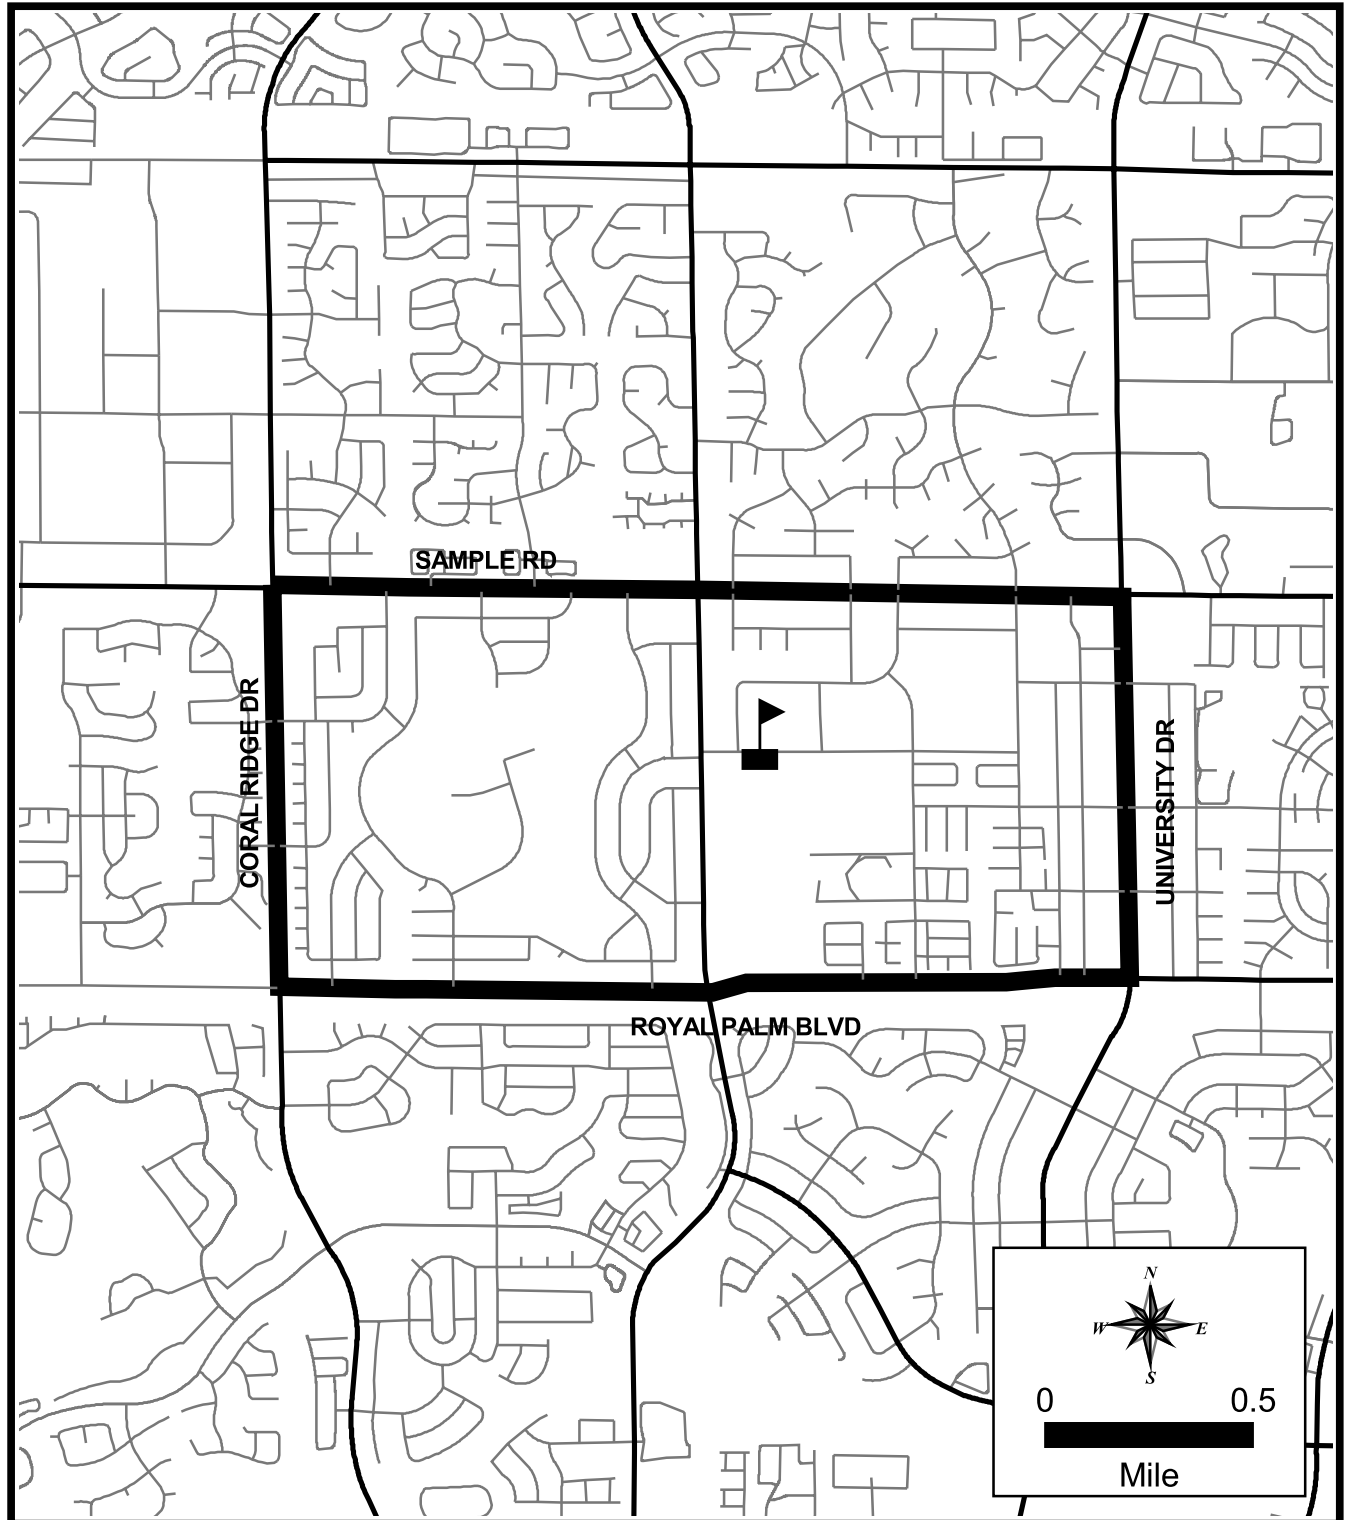 SAMPLE RD
CORAL RIDGE DR
UNIVERSITY DR
ROYAL PALM BLVD
N
W E
S
0 0.5
Mile